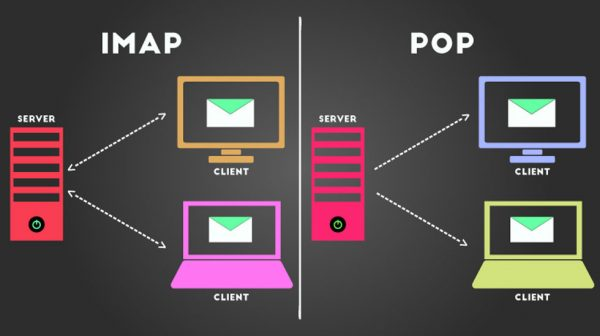 IMAP
SERVER
CLIENT
CLIENT
POP
SERVER
CLIENT
CLIENT